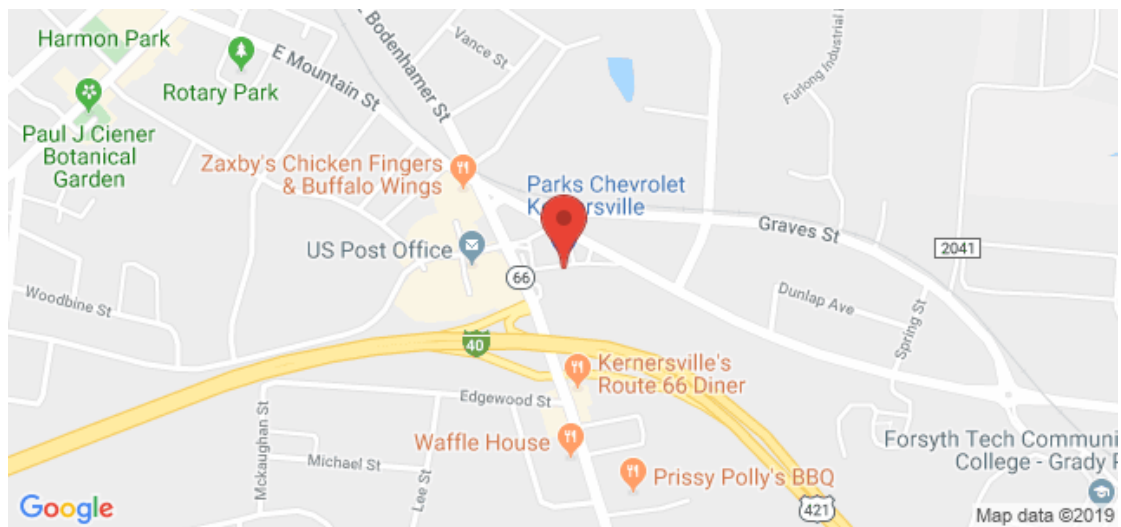 Harmon Park
Rotary Park
E Mountain St
E Bodenhamer St
Vance St
Furlong Industrial
Paul J Ciener
Botanical
Garden
Zaxby's Chicken Fingers
& Buffalo Wings
Parks Chevrolet
US Post Office
66
Graves St
2041
Woodbine St
Dunlap Ave
Spring St
40
Kernersville's
Route 66 Diner
Edgewood St
Mckaughan St
Waffle House
Michael St
Lee St
Prissy Polly's BBQ
Forsyth Tech Communi
College - Grady
421
Google
Map data ©2019